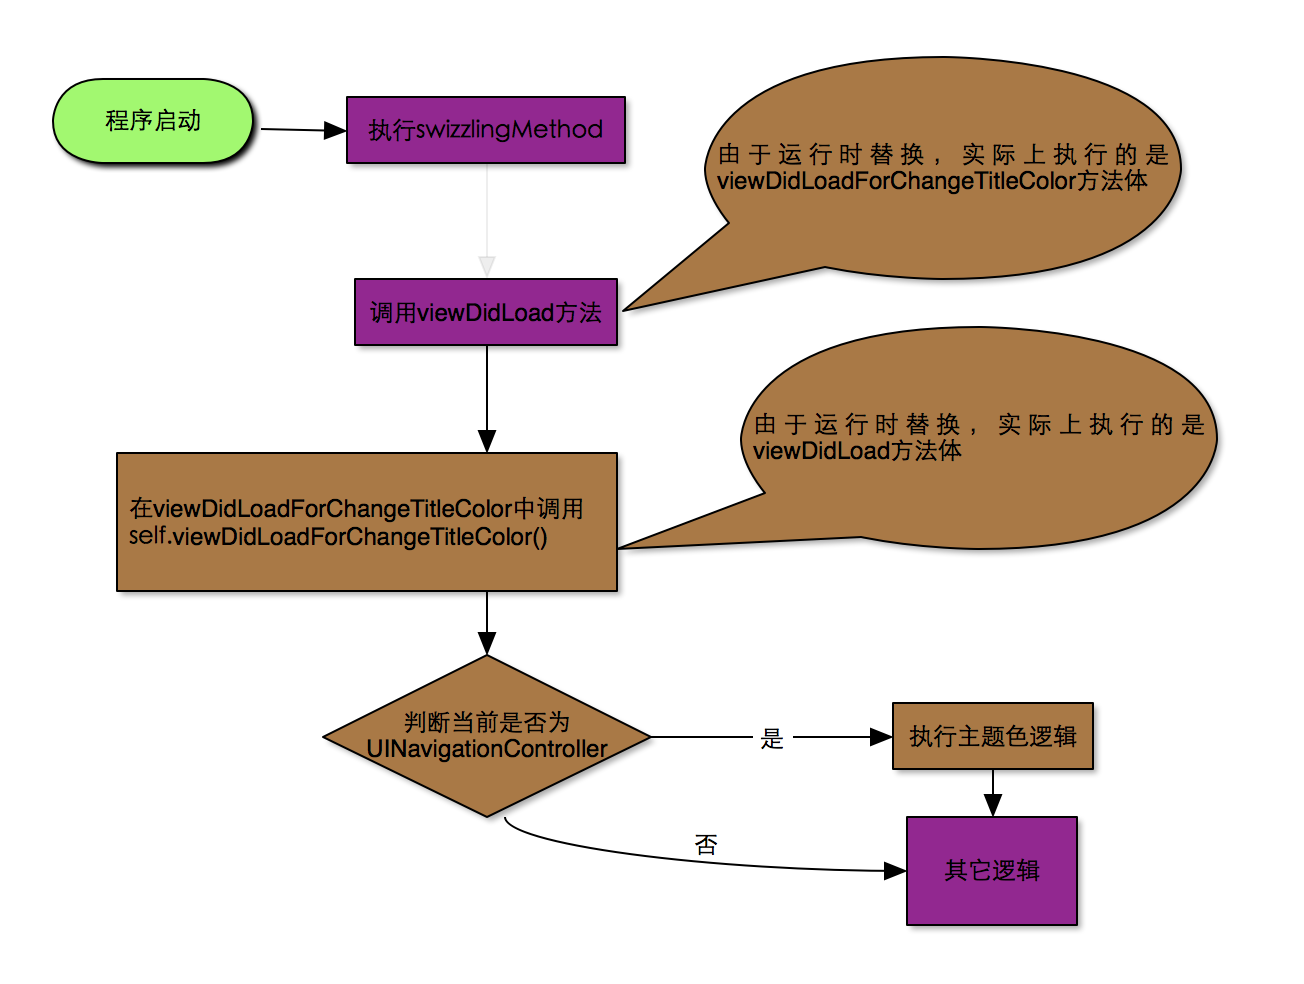 程序启动
执行swizzlingMethod
由于运行时替换，实际上执行的是
viewDidLoadForChangeTitleColor方法体
调用viewDidLoad方法
由于运行时替换，实际上执行的是
viewDidLoad方法体
在viewDidLoadForChangeTitleColor中调用
self.viewDidLoadForChangeTitleColor()
判断当前是否为
UINavigationController
是
执行主题色逻辑
否
其它逻辑